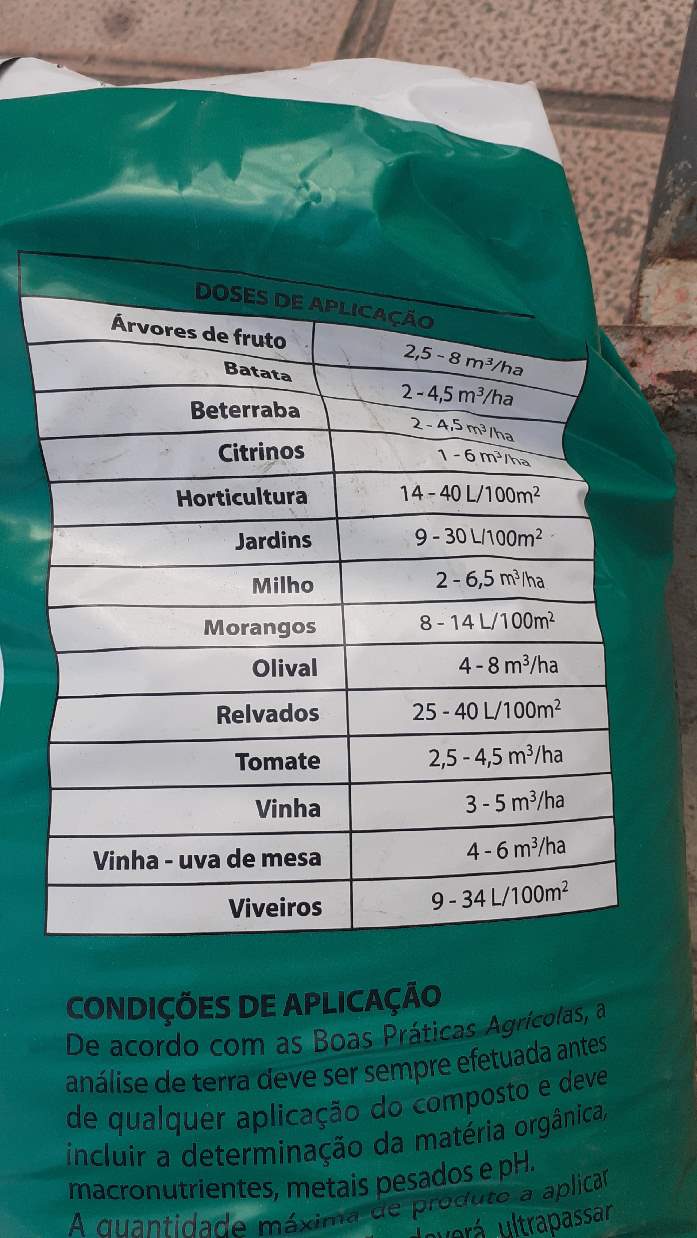 DOSES DE APLICAÇÃO
Árvores de fruto 2,5 - 8 m³/ha
Batata 2 - 4,5 m³/ha
Beterraba 2 - 4,5 m³/ha
Citrinos 1 - 6 m³/ha
Horticultura 14 - 40 L/100m²
Jardins 9 - 30 L/100m²
Milho 2 - 6,5 m³/ha
Morangos 8 - 14 L/100m²
Olival 4 - 8 m³/ha
Relvados 25 - 40 L/100m²
Tomate 2,5 - 4,5 m³/ha
Vinha 3 - 5 m³/ha
Vinha - uva de mesa 4 - 6 m³/ha
Viveiros 9 - 34 L/100m²
CONDIÇÕES DE APLICAÇÃO
De acordo com as Boas Práticas Agrícolas, a
análise de terra deve ser sempre efetuada antes
de qualquer aplicação do composto e deve
incluir a determinação da matéria orgânica,
macronutrientes, metais pesados e pH.
A quantidade máxima de produto a aplicar
ultrapassar